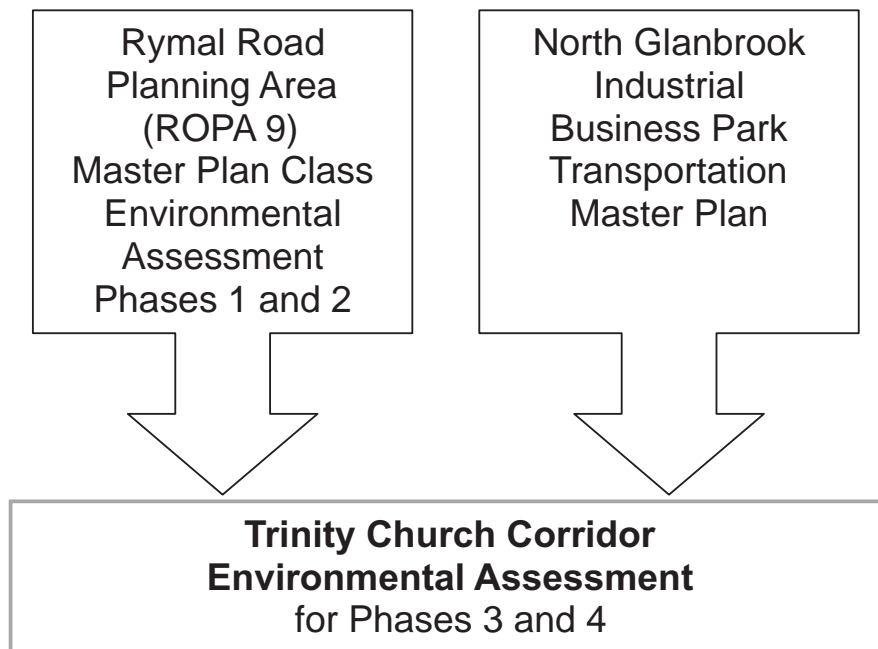 Rymal Road
Planning Area
(ROPA 9)
Master Plan Class
Environmental
Assessment
Phases 1 and 2
North Glanbrook
Industrial
Business Park
Transportation
Master Plan
Trinity Church Corridor
Environmental Assessment
for Phases 3 and 4